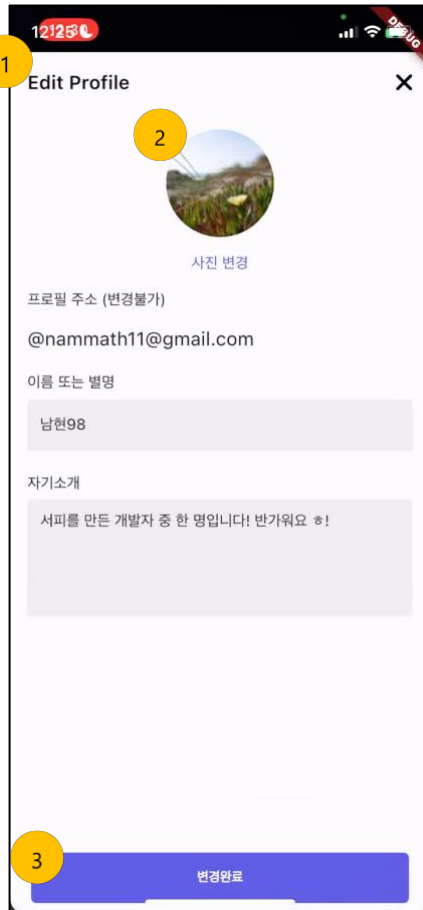 1
Edit Profile
2
사진 변경
프로필 주소 (변경불가)
@nammath11@gmail.com
이름 또는 별명
남현98
자기소개
서피를 만든 개발자 중 한 명입니다! 반가워요 ㅎ!
3
변경완료
DEBUG